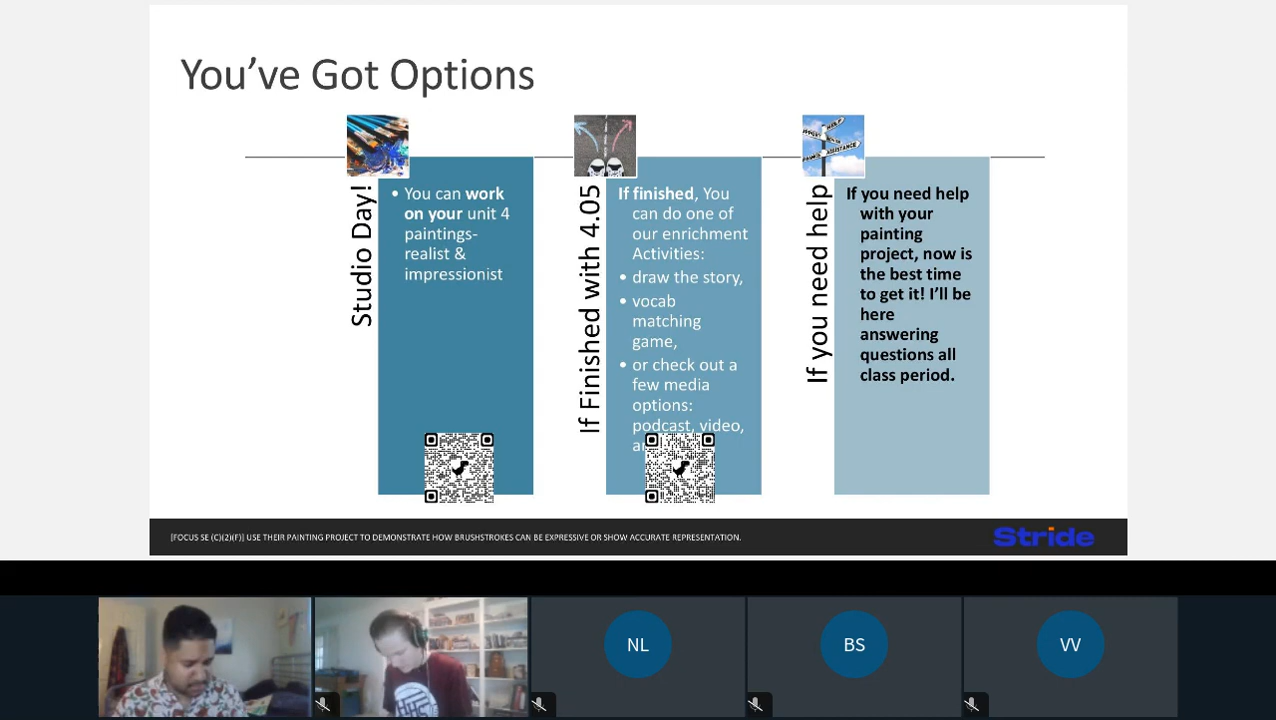 You've Got Options
Studio Day!
• You can work
on your unit 4
paintings-
realist &
impressionist
If Finished with 4.05
If finished, You
can do one of
our enrichment
Activities:
• draw the story,
• vocab
matching
game,
• or check out a
few media
options:
podcast, video,
If you need help
If you need help
with your
painting
project, now is
the best time
to get it! I'll be
here
answering
questions all
class period.
[FOCUS SE (C)(2)(F)] USE THEIR PAINTING PROJECT TO DEMONSTRATE HOW BRUSHSTROKES CAN BE EXPRESSIVE OR SHOW ACCURATE REPRESENTATION.
Stride
NL
BS
VV